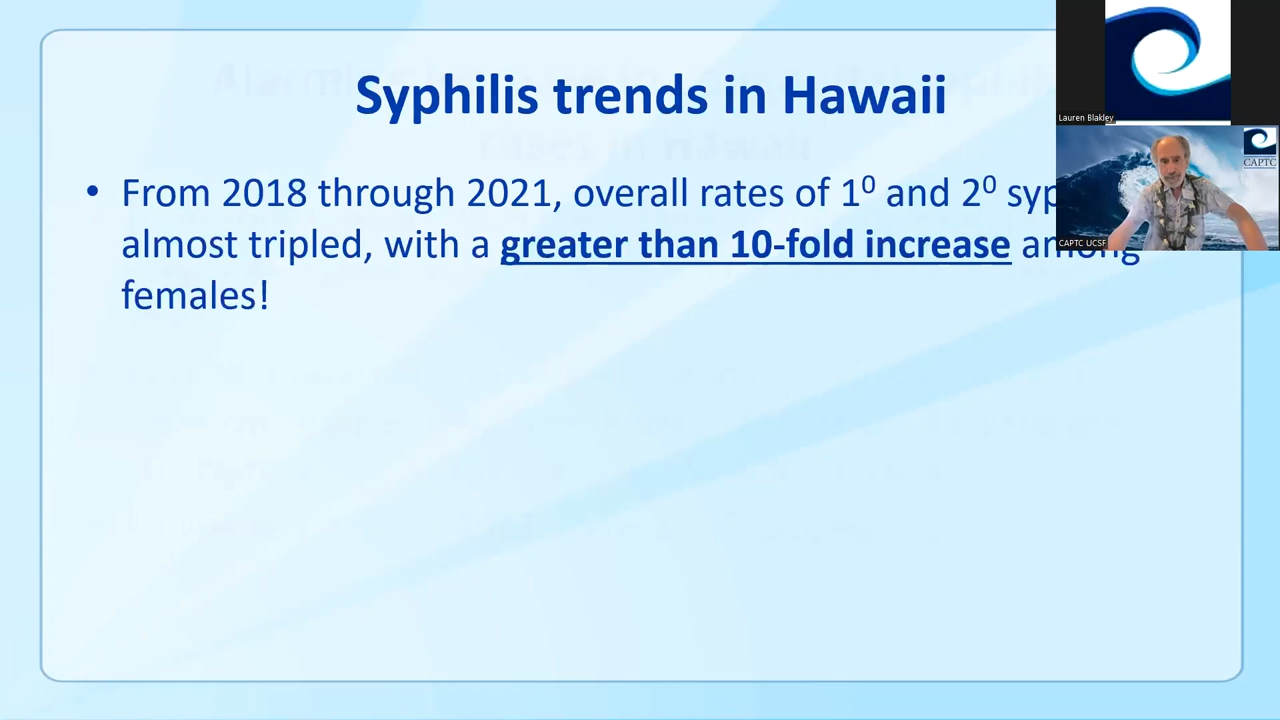 Syphilis trends in Hawaii
• From 2018 through 2021, overall rates of 1⁰ and 2⁰
almost tripled, with a greater than 10-fold increase among
females!
Lauren Blakley
CAPTC
CAPTC UCSF